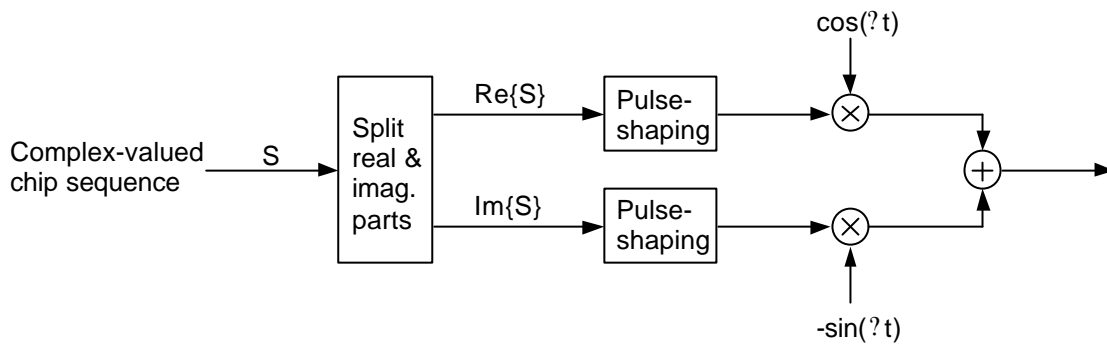 cos(?t)
Re{S}
Pulse-
shaping
Split
real &
imag.
parts
Complex-valued
chip sequence
S
Im{S}
Pulse-
shaping
-sin(?t)